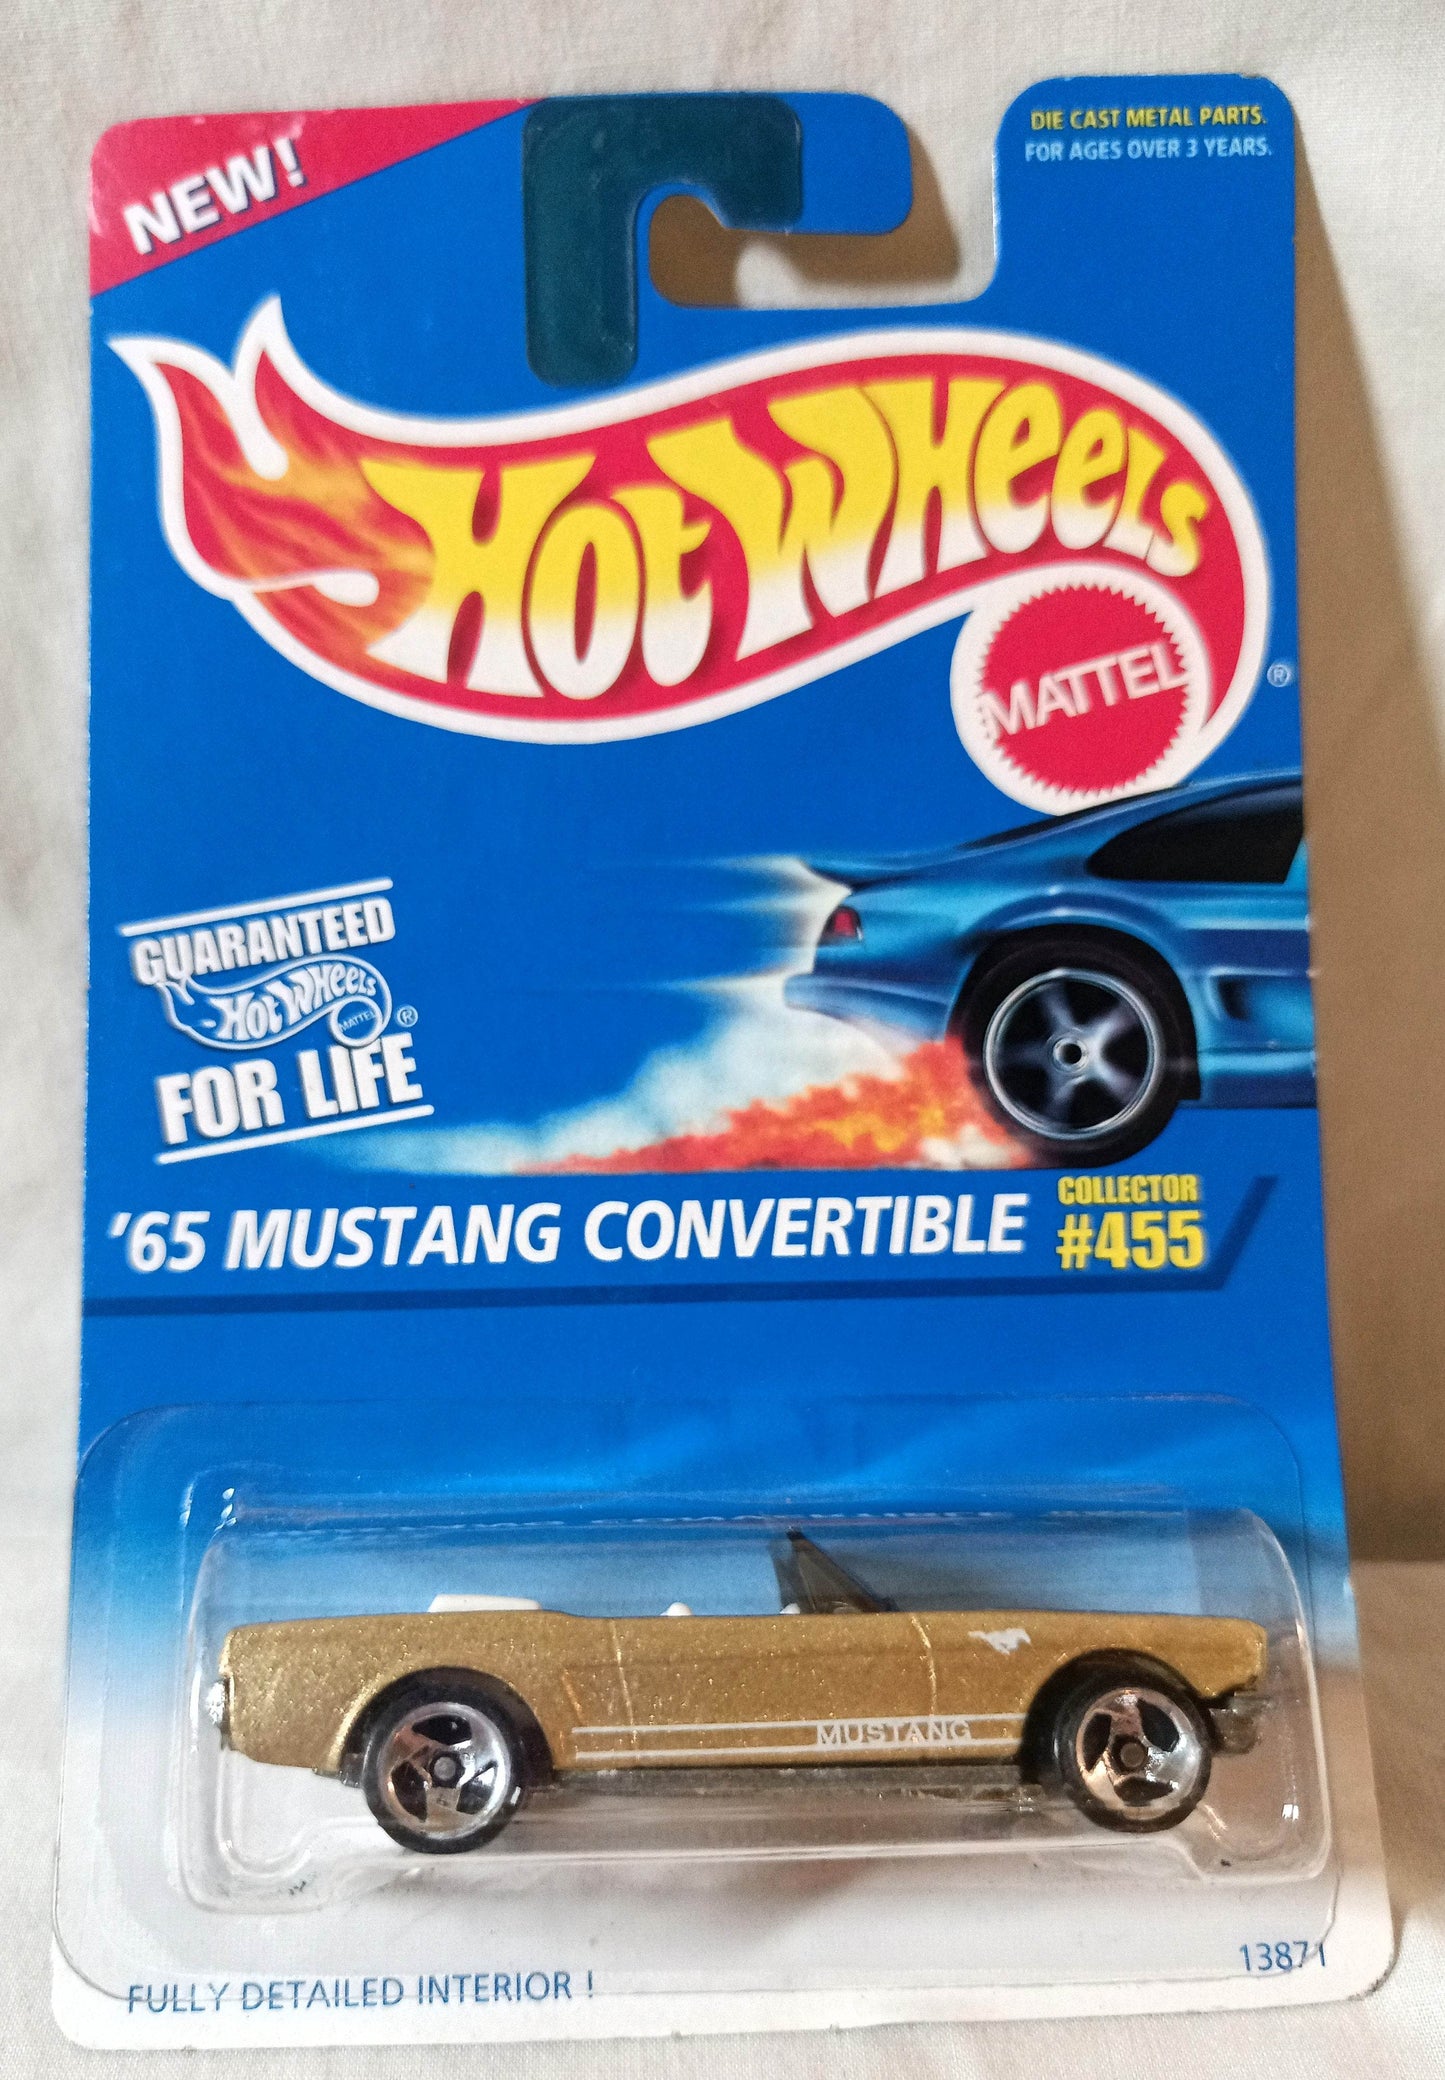 NEW!
DIE CAST METAL PARTS.
FOR AGES OVER 3 YEARS.
HOT WHEELS
MATTEL
®
GUARANTEED
HOT WHEELS
MATTEL ®
FOR LIFE
'65 MUSTANG CONVERTIBLE
COLLECTOR
#455
MUSTANG
FULLY DETAILED INTERIOR !
13871